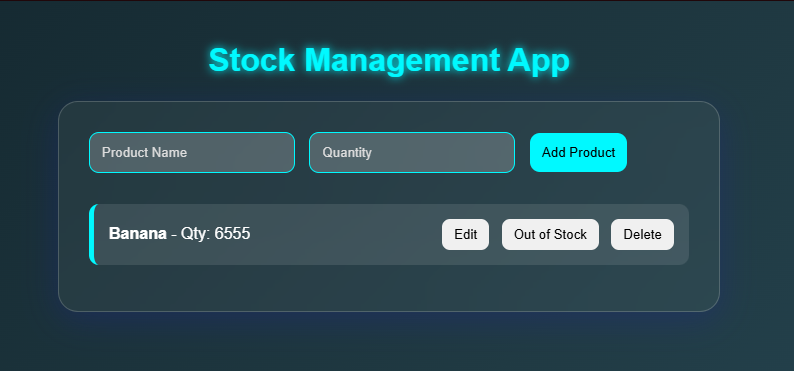 Stock Management App
Product Name Quantity Add Product
Banana - Qty: 6555 Edit Out of Stock Delete